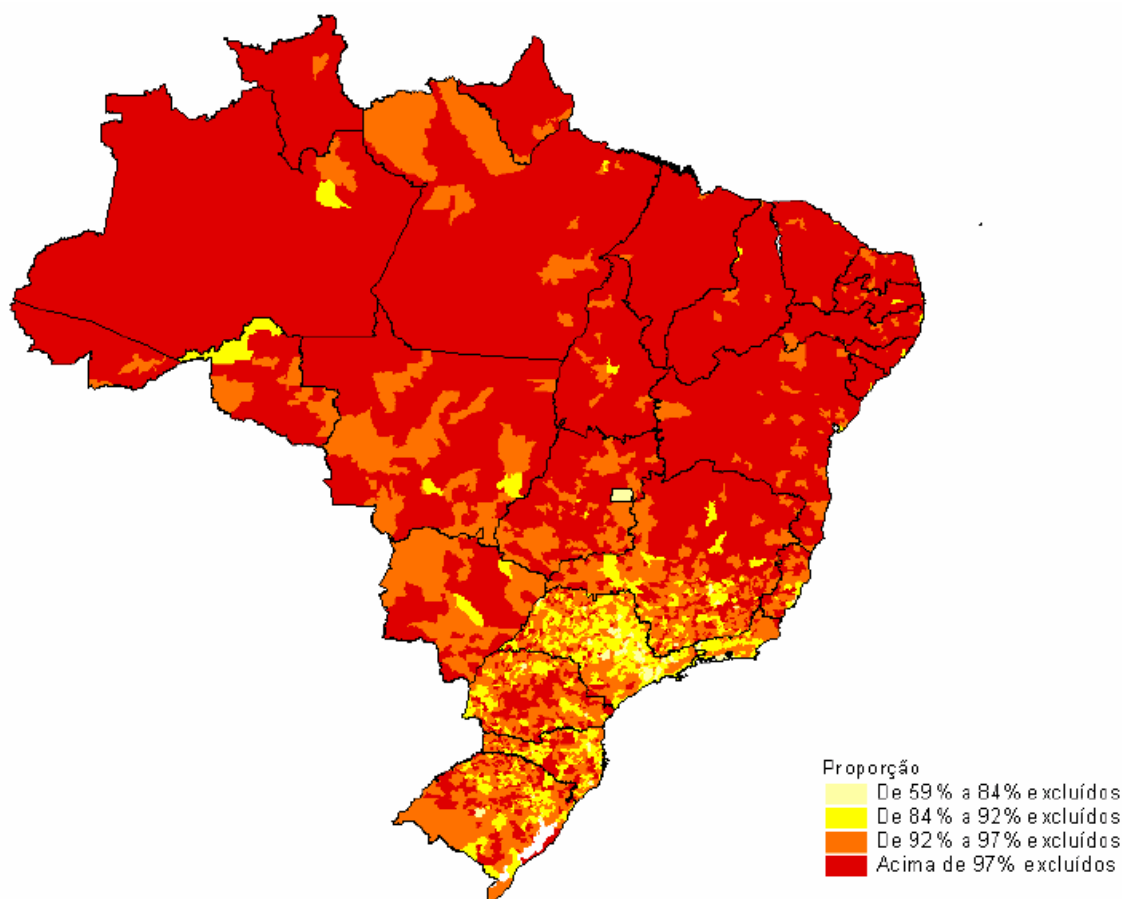 Proporção
De 59% a 84% excluídos
De 84% a 92% excluídos
De 92% a 97% excluídos
Acima de 97% excluídos